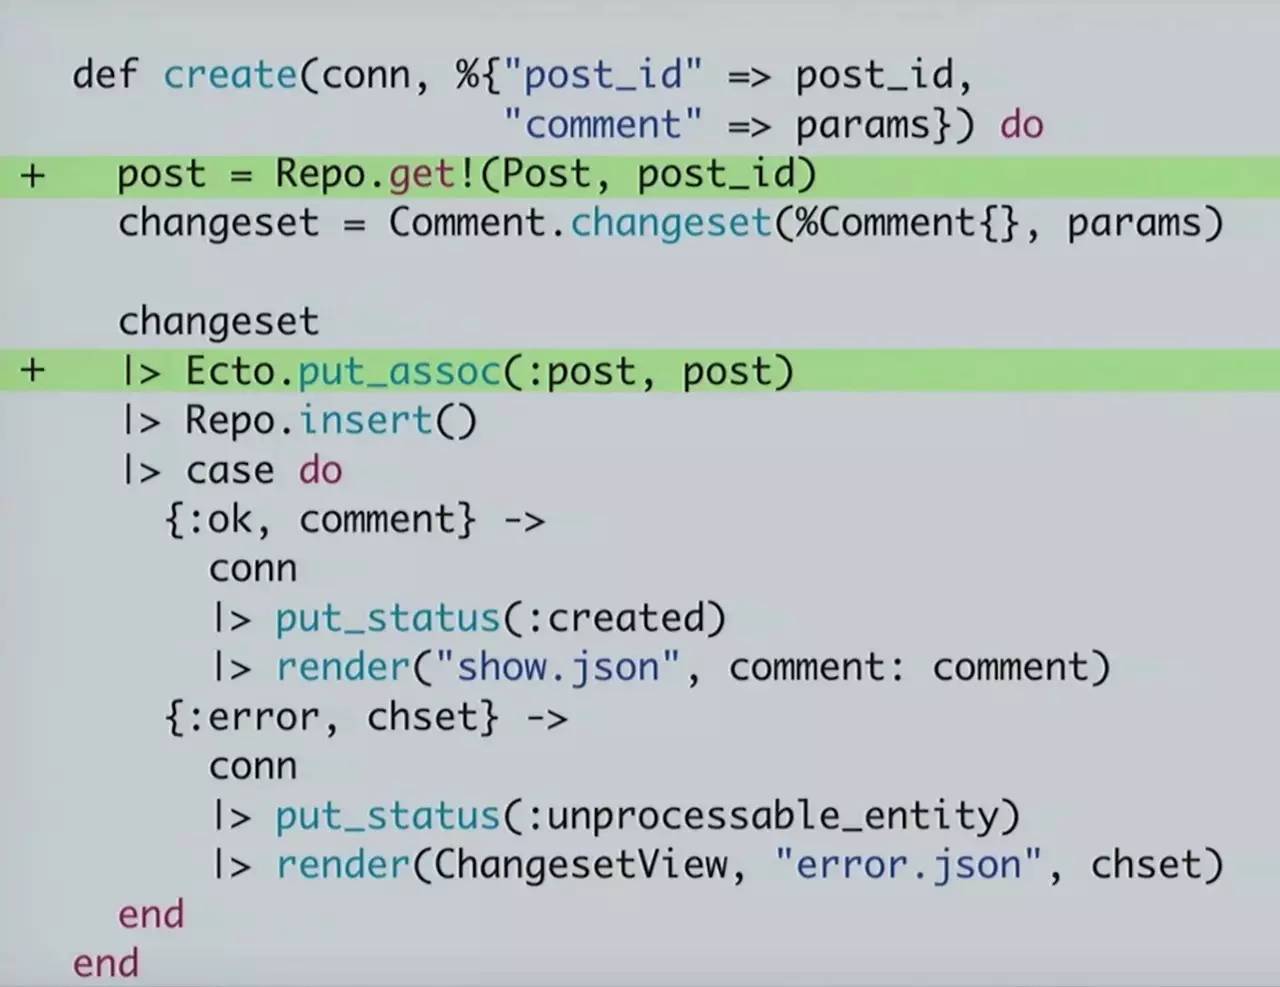 def create(conn, %{"post_id" => post_id,
"comment" => params}) do
+ post = Repo.get!(Post, post_id)
changeset = Comment.changeset(%Comment{}, params)
changeset
+ |> Ecto.put_assoc(:post, post)
|> Repo.insert()
|> case do
{:ok, comment} ->
conn
|> put_status(:created)
|> render("show.json", comment: comment)
{:error, chset} ->
conn
|> put_status(:unprocessable_entity)
|> render(ChangesetView, "error.json", chset)
end
end